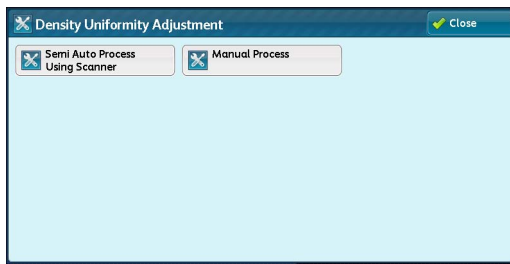 Density Uniformity Adjustment
Close
Semi Auto Process
Using Scanner
Manual Process